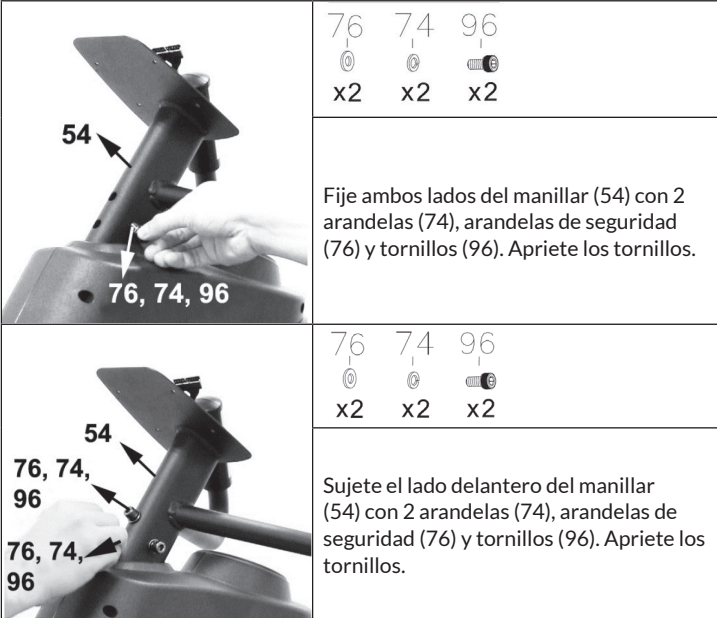 76 74 96
x2 x2 x2
54
76, 74, 96
Fije ambos lados del manillar (54) con 2
arandelas (74), arandelas de seguridad
(76) y tornillos (96). Apriete los tornillos.
76 74 96
x2 x2 x2
54
76, 74,
96
76, 74,
96
Sujete el lado delantero del manillar
(54) con 2 arandelas (74), arandelas de
seguridad (76) y tornillos (96). Apriete los
tornillos.